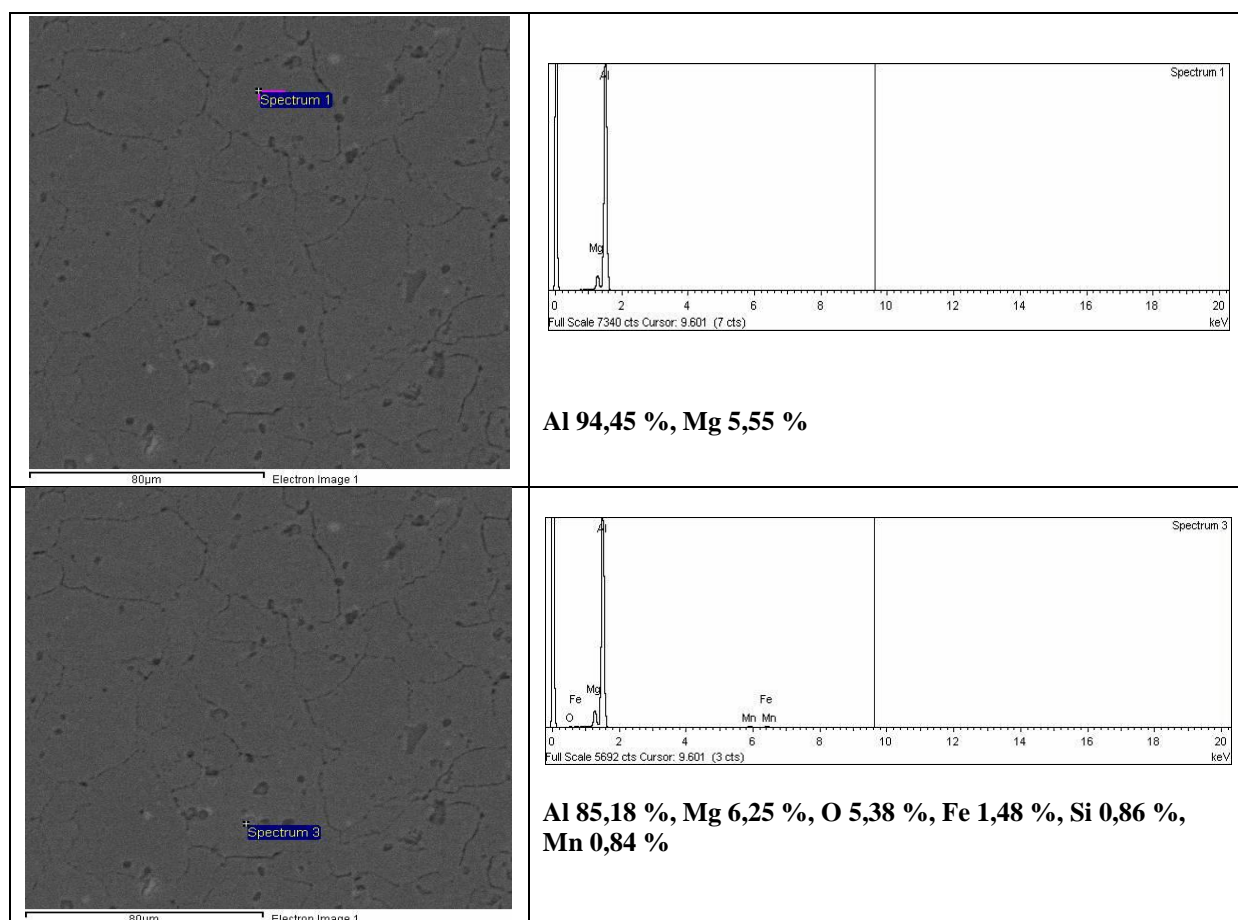 Spectrum 1
80µm
Electron Image 1
Spectrum 1
Al
Mg
0 2 4 6 8 10 12 14 16 18 20
Full Scale 7340 cts Cursor: 9.601 (7 cts)
keV
Al 94,45 %, Mg 5,55 %
Spectrum 3
80µm
Electron Image 1
Spectrum 3
Al
Fe Mg Fe
O Mn Mn
0 2 4 6 8 10 12 14 16 18 20
Full Scale 5692 cts Cursor: 9.601 (3 cts)
keV
Al 85,18 %, Mg 6,25 %, O 5,38 %, Fe 1,48 %, Si 0,86 %,
Mn 0,84 %